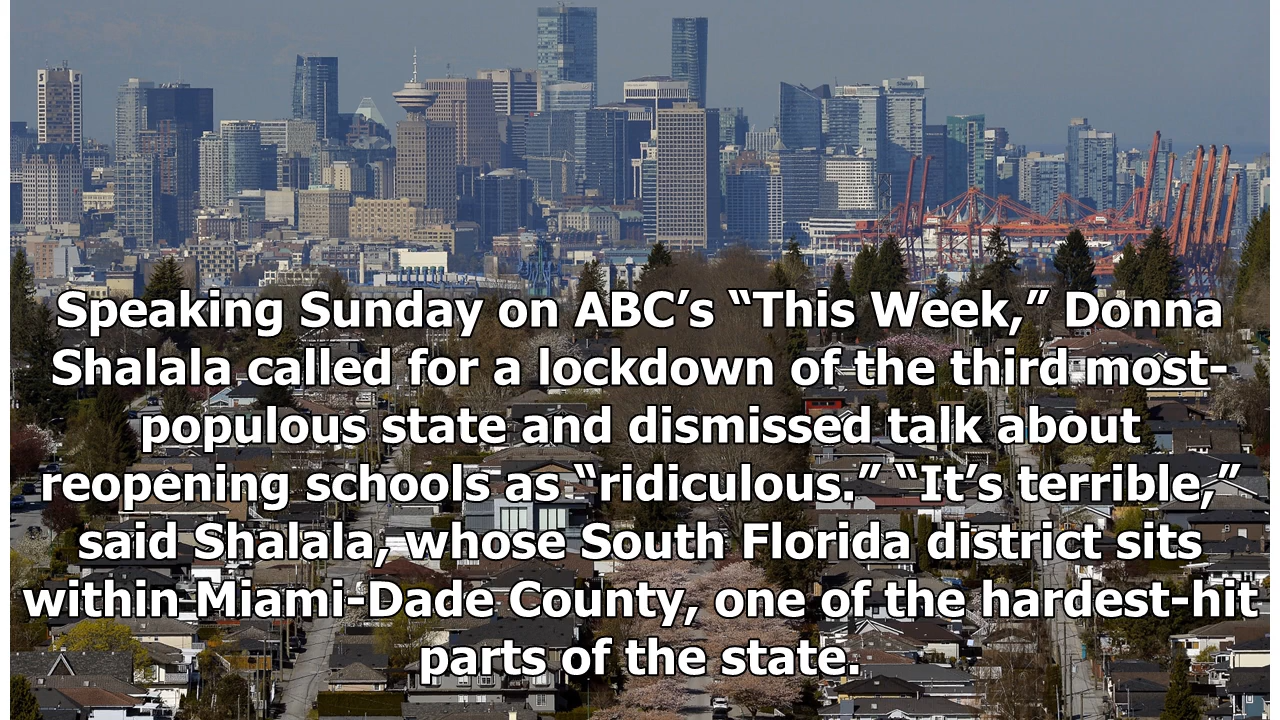 Speaking Sunday on ABC’s “This Week,” Donna
Shalala called for a lockdown of the third most-
populous state and dismissed talk about
reopening schools as “ridiculous.” “It’s terrible,”
said Shalala, whose South Florida district sits
within Miami-Dade County, one of the hardest-hit
parts of the state.